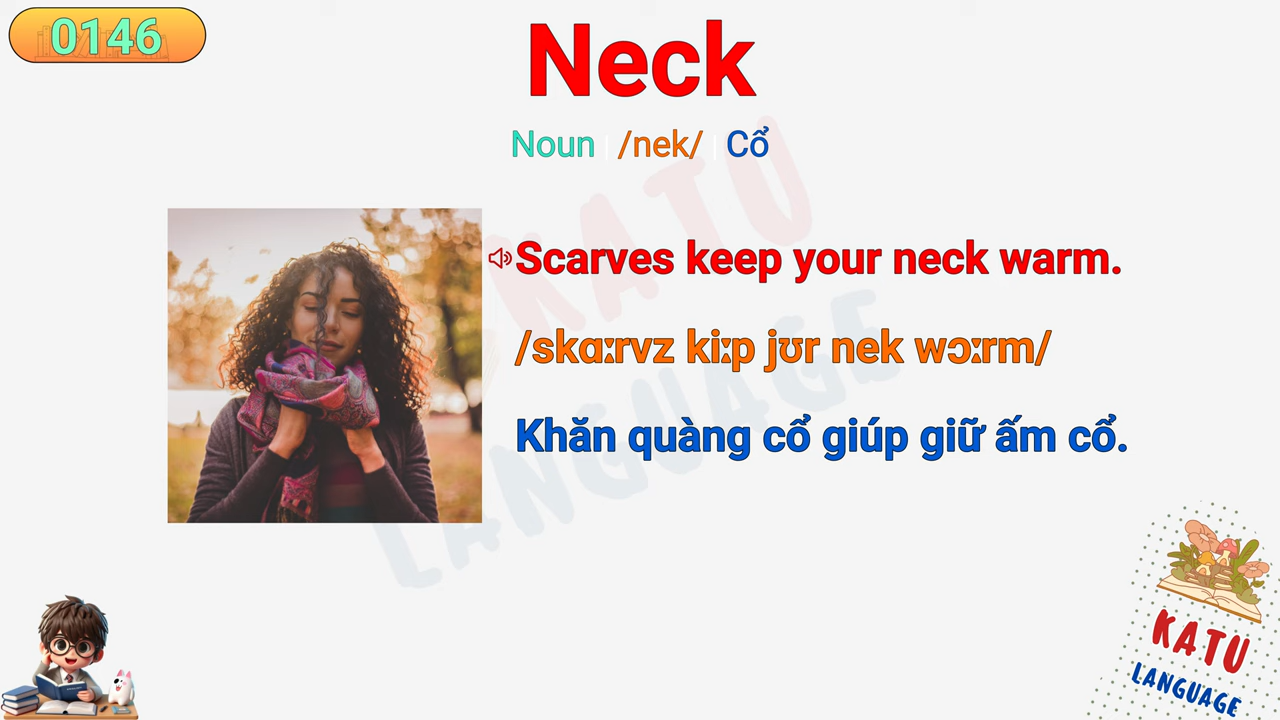 0146
Neck
Noun | /nek/ | Cổ
Scarves keep your neck warm.
/skɑːrvz kiːp jʊr nek wɔːrm/
Khăn quàng cổ giúp giữ ấm cổ.
KATU
LANGUAGE
KATU
LANGUAGE